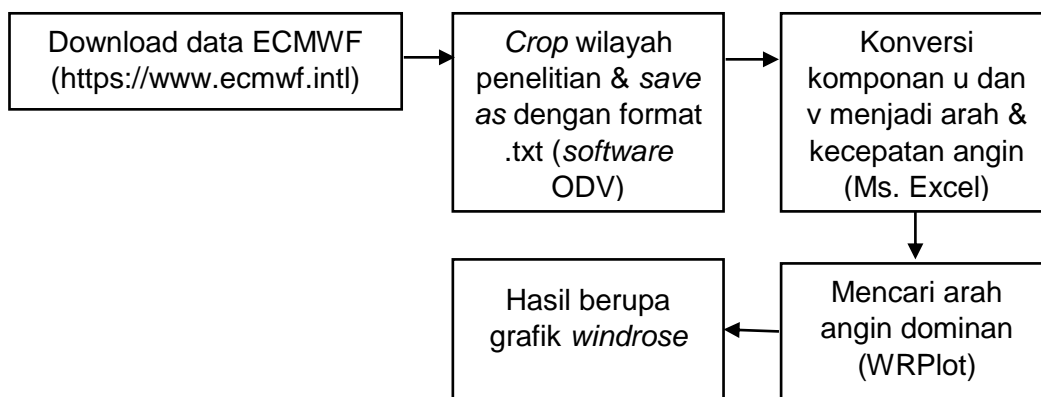 Download data ECMWF
(https://www.ecmwf.intl)
Crop wilayah
penelitian & save
as dengan format
.txt (software
ODV)
Konversi
komponan u dan
v menjadi arah &
kecepatan angin
(Ms. Excel)
Mencari arah
angin dominan
(WRPlot)
Hasil berupa
grafik windrose